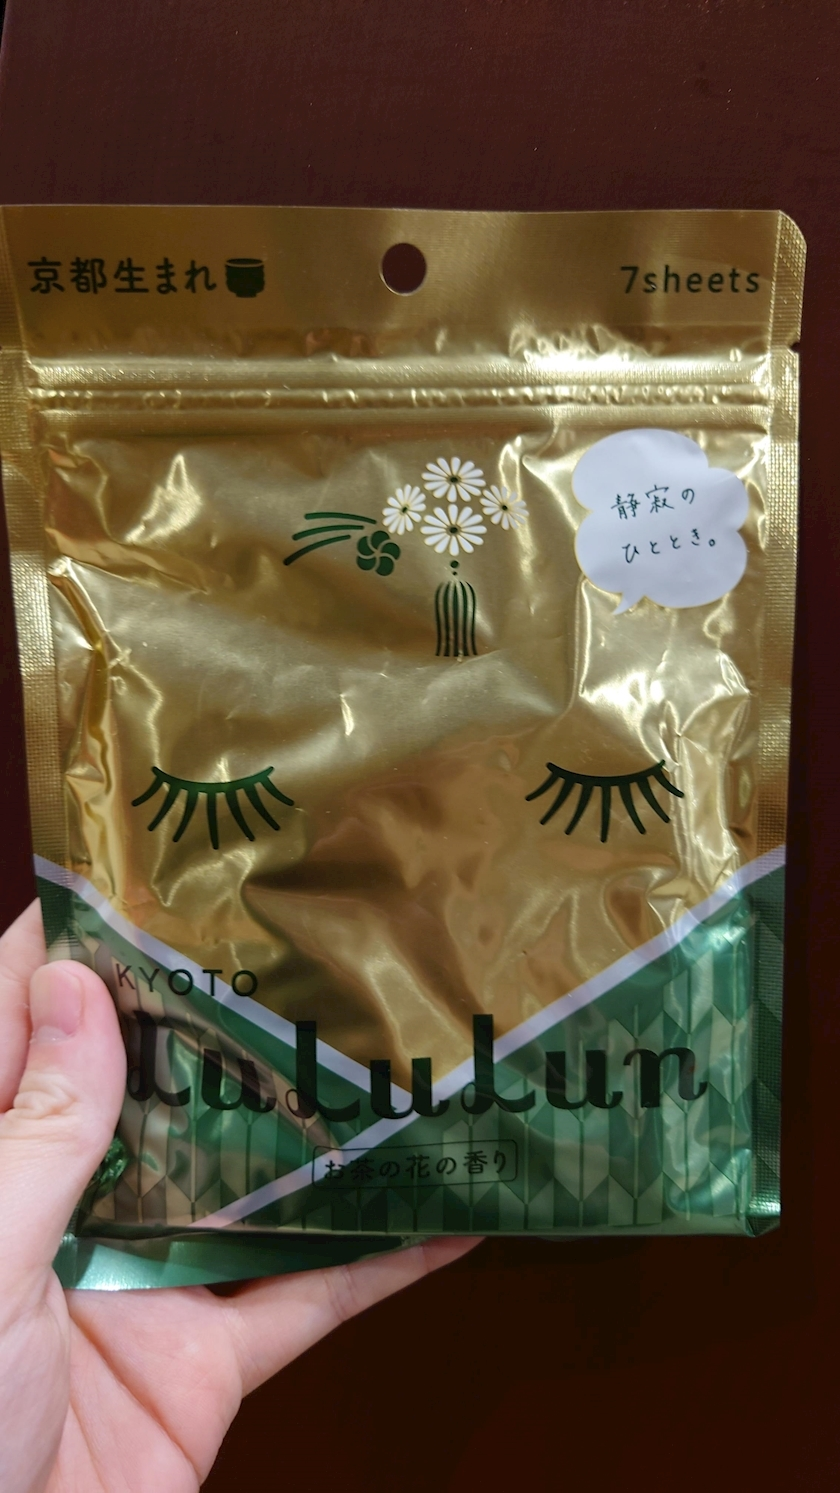 京都生まれ
7sheets
静寂の
ひととき。
KYOTO
LuLuLun
お茶の花の香り